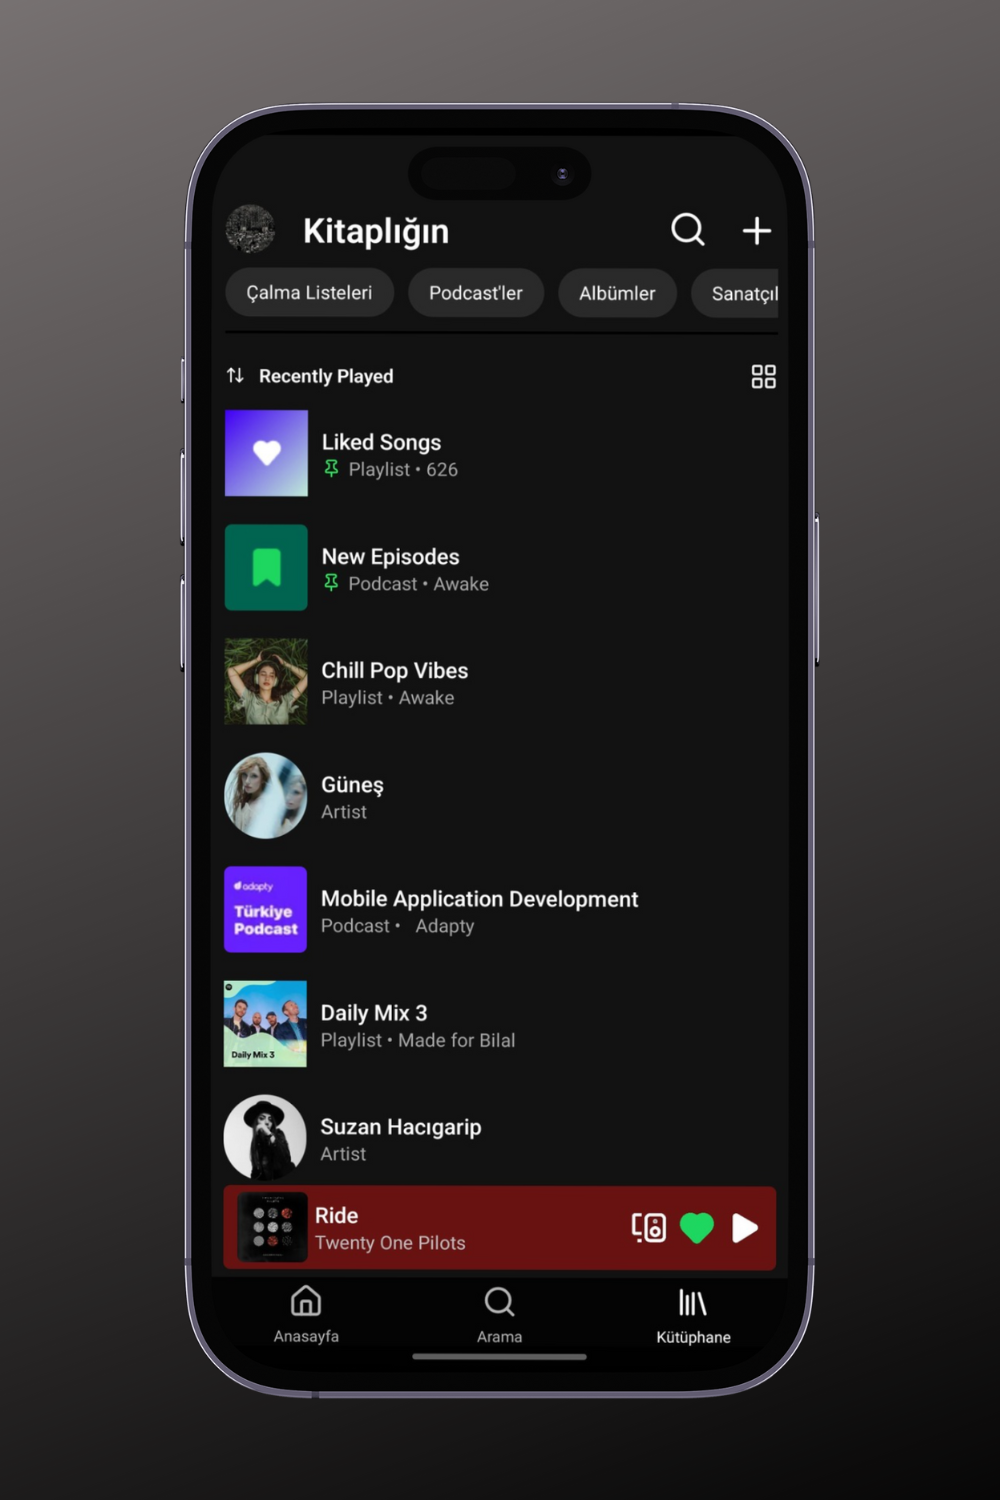 Kitaplığın
Çalma Listeleri Podcast'ler Albümler Sanatçıl
Recently Played
Liked Songs
Playlist • 626
New Episodes
Podcast • Awake
Chill Pop Vibes
Playlist • Awake
Güneş
Artist
adapty
Türkiye
Podcast
Mobile Application Development
Podcast • Adapty
Daily Mix 3
Daily Mix 3
Playlist • Made for Bilal
Suzan Hacıgarip
Artist
Ride
Twenty One Pilots
Anasayfa Arama Kütüphane